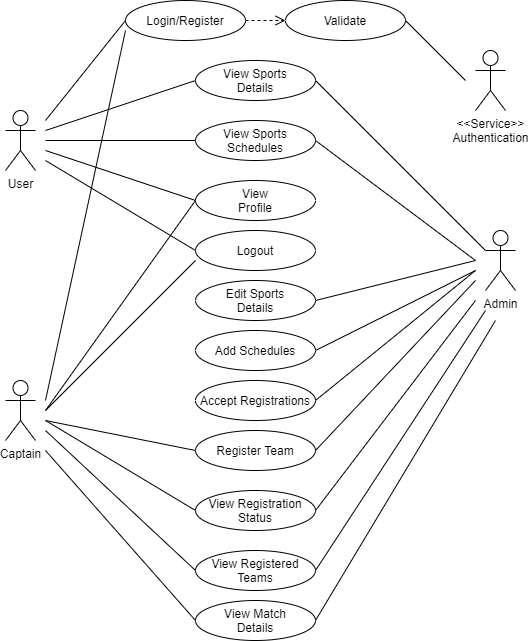 Login/Register
Validate
View Sports
Details
<<Service>>
Authentication
View Sports
Schedules
User
View
Profile
Logout
Edit Sports
Details
Admin
Add Schedules
Accept Registrations
Captain
Register Team
View Registration
Status
View Registered
Teams
View Match
Details